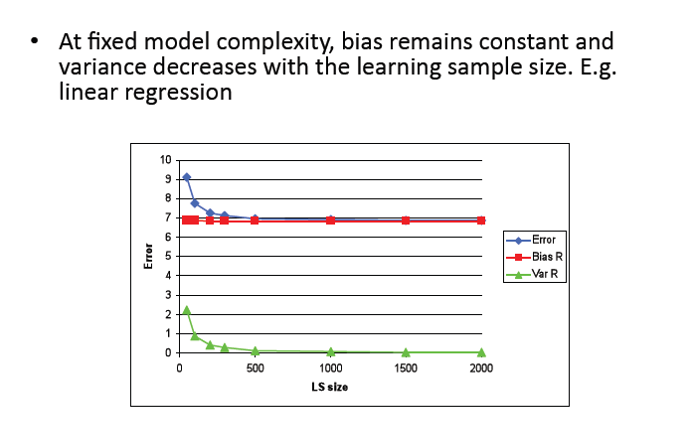 • At fixed model complexity, bias remains constant and
variance decreases with the learning sample size. E.g.
linear regression
10
9
8
7
6
5
4
3
2
1
0
Error
0 500 1000 1500 2000
LS size
Error
Bias R
Var R